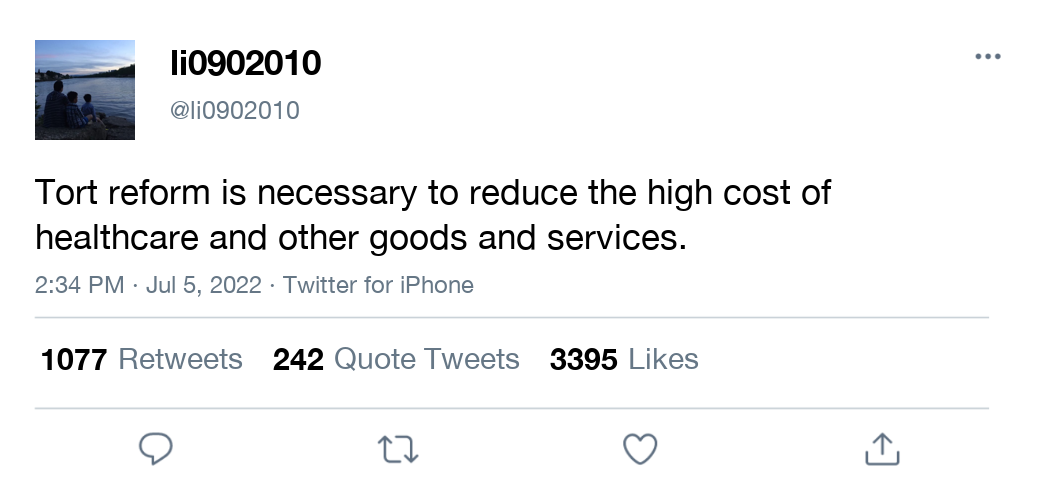 li0902010
@li0902010
Tort reform is necessary to reduce the high cost of
healthcare and other goods and services.
2:34 PM · Jul 5, 2022 · Twitter for iPhone
1077 Retweets 242 Quote Tweets 3395 Likes